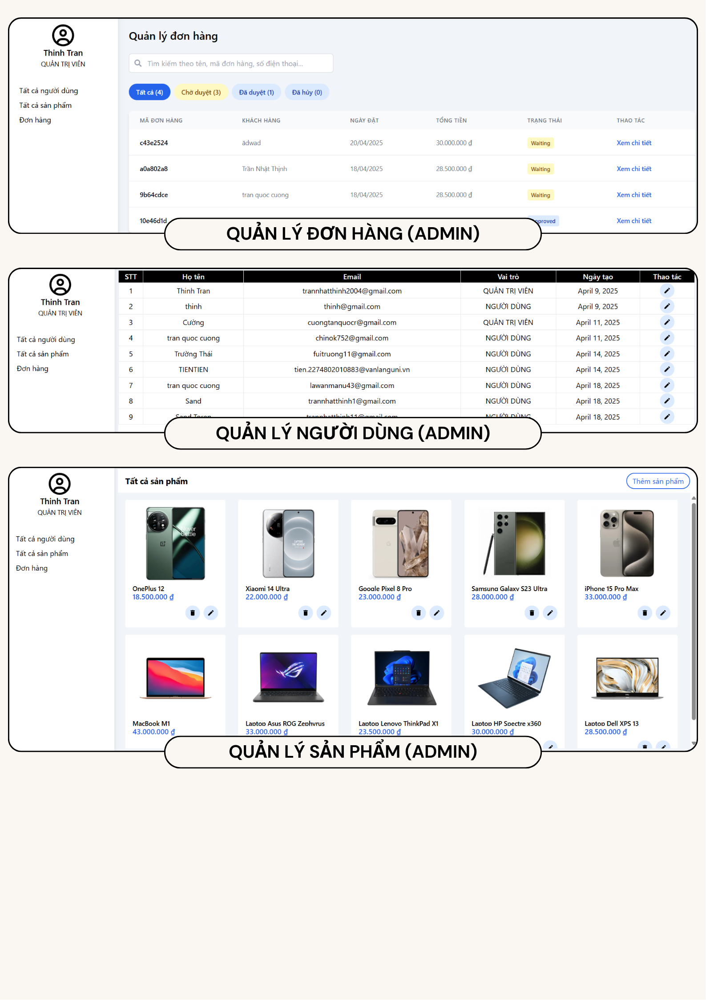 Thinh Tran
QUẢN TRỊ VIÊN
Tất cả người dùng
Tất cả sản phẩm
Đơn hàng
Quản lý đơn hàng
Tìm kiếm theo tên, mã đơn hàng, số điện thoại...
Tất cả (4) Chờ duyệt (3) Đã duyệt (1) Đã hủy (0)
MÃ ĐƠN HÀNG KHÁCH HÀNG NGÀY ĐẶT TỔNG TIỀN TRẠNG THÁI THAO TÁC
c43e2524 ădwad 20/04/2025 30.000.000 ₫ Waiting Xem chi tiết
a0a802a8 Trần Nhật Thịnh 18/04/2025 28.500.000 ₫ Waiting Xem chi tiết
9b64cdce tran quoc cuong 18/04/2025 28.500.000 ₫ Waiting Xem chi tiết
10e46d1d Approved Xem chi tiết
QUẢN LÝ ĐƠN HÀNG (ADMIN)
Thinh Tran
QUẢN TRỊ VIÊN
Tất cả người dùng
Tất cả sản phẩm
Đơn hàng
STT Họ tên Email Vai trò Ngày tạo Thao tác
1 Thinh Tran trannhatthinh2004@gmail.com QUẢN TRỊ VIÊN April 9, 2025
2 thinh thinh@gmail.com NGƯỜI DÙNG April 9, 2025
3 Cường cuongtanquocr@gmail.com QUẢN TRỊ VIÊN April 11, 2025
4 tran quoc cuong chinok752@gmail.com NGƯỜI DÙNG April 11, 2025
5 Trường Thái fuitruong11@gmail.com NGƯỜI DÙNG April 14, 2025
6 TIENTIEN tien.2274802010883@vanlanguni.vn NGƯỜI DÙNG April 14, 2025
7 tran quoc cuong lawanmanu43@gmail.com NGƯỜI DÙNG April 18, 2025
8 Sand trannhatthinh1@gmail.com NGƯỜI DÙNG April 18, 2025
9 Sand Toren trannhatthinh11@gmail.com NGƯỜI DÙNG April 18, 2025
QUẢN LÝ NGƯỜI DÙNG (ADMIN)
Thinh Tran
QUẢN TRỊ VIÊN
Tất cả người dùng
Tất cả sản phẩm
Đơn hàng
Tất cả sản phẩm Thêm sản phẩm
Never
Settle
CAPTURE
THE MOMENT
OnePlus 12 Xiaomi 14 Ultra Google Pixel 8 Pro Samsung Galaxy S23 Ultra iPhone 15 Pro Max
18.500.000 ₫ 22.000.000 ₫ 23.000.000 ₫ 28.000.000 ₫ 33.000.000 ₫
MacBook M1 Laptop Asus ROG Zephyrus Laptop Lenovo ThinkPad X1 Laptop HP Spectre x360 Laptop Dell XPS 13
43.000.000 ₫ 33.000.000 ₫ 23.500.000 ₫ 30.000.000 ₫ 28.500.000 ₫
QUẢN LÝ SẢN PHẨM (ADMIN)